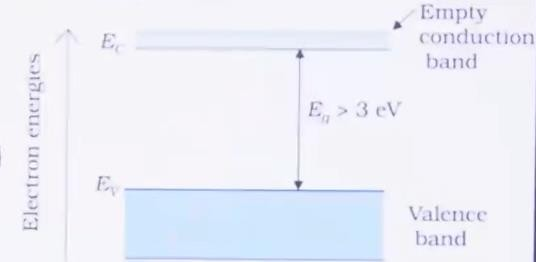 Empty
conduction
band
E_C
E_g > 3 eV
Electron energies
E_V
Valence
band